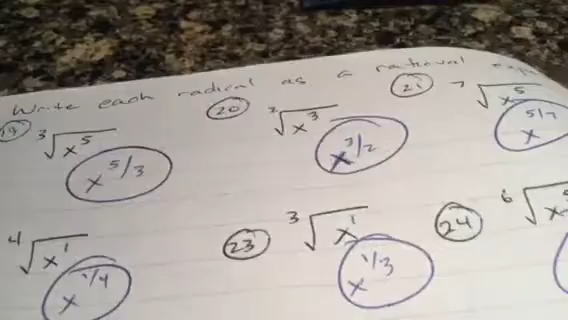 Write each radical as a rational
19 ³√x⁵ 20 ²√x³ 21 ⁷√x⁵
x^5/3 x^3/2 x^5/7
⁴√x¹ 23 ³√x¹ 24 ⁶√x
x^1/4 x^1/3